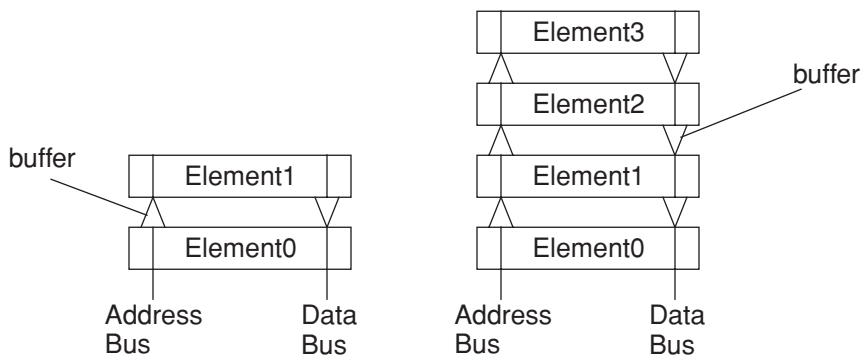 buffer
Element1
Element0
Address
Bus
Data
Bus
Element3
Element2
Element1
Element0
buffer
Address
Bus
Data
Bus